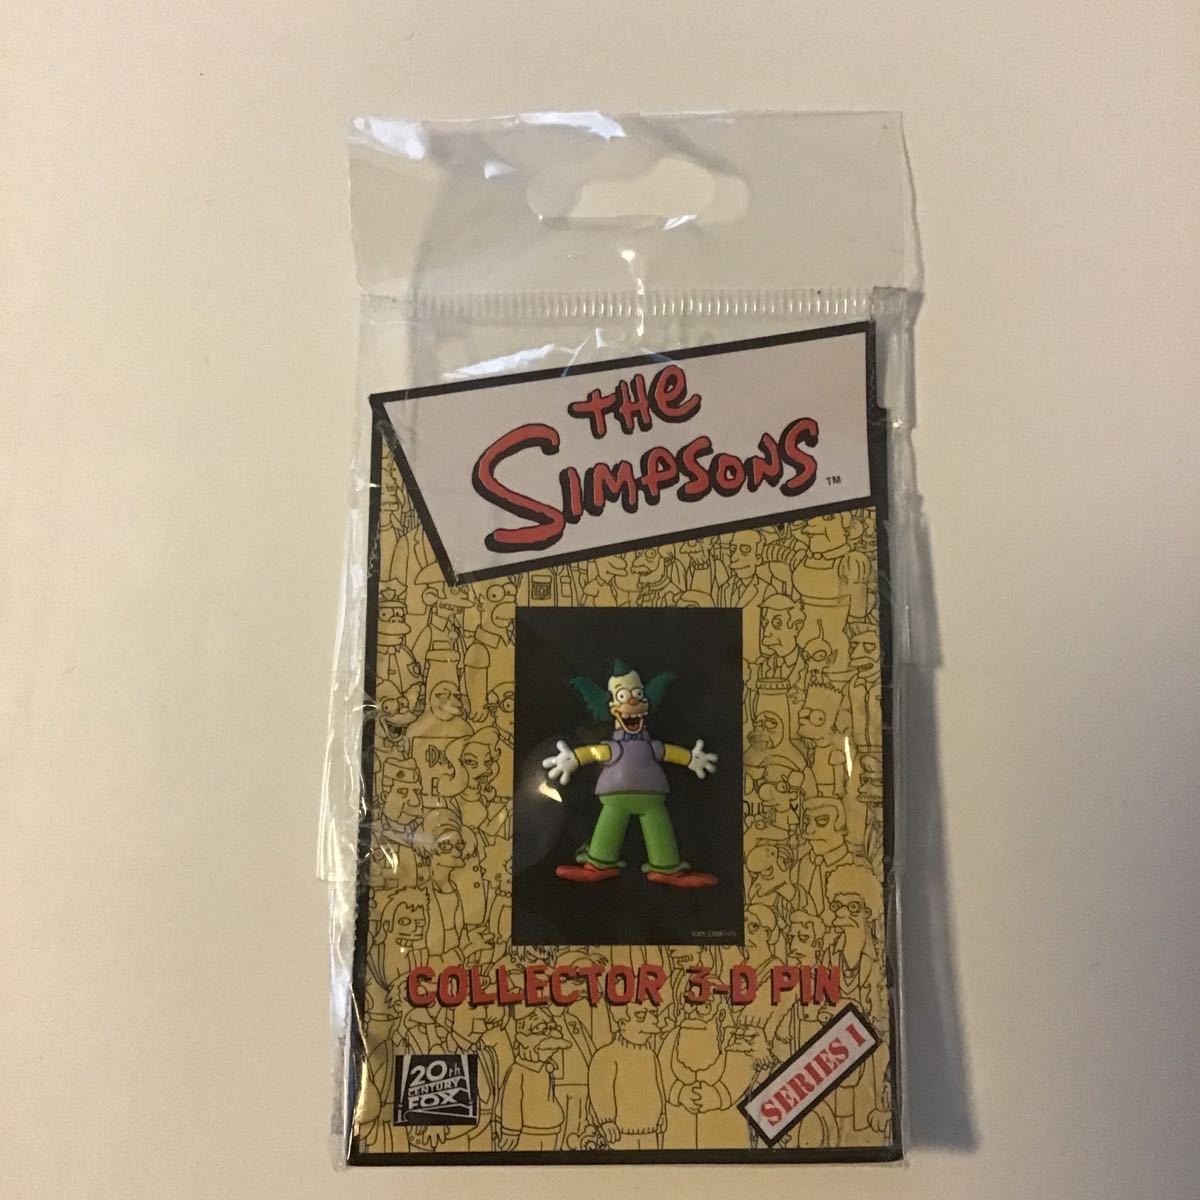 THE
SIMPSONS
TM
COLLECTOR 3-D PIN
SERIES 1
20th
CENTURY
FOX